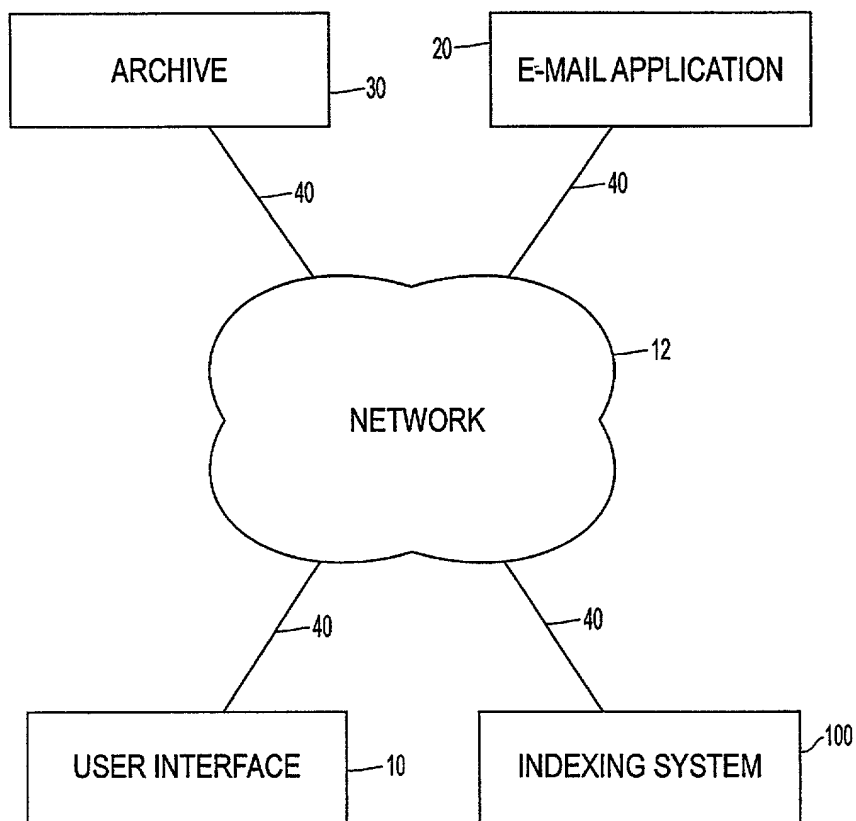 ARCHIVE
30
20
E-MAIL APPLICATION
40
40
12
NETWORK
40
40
USER INTERFACE
10
INDEXING SYSTEM
100